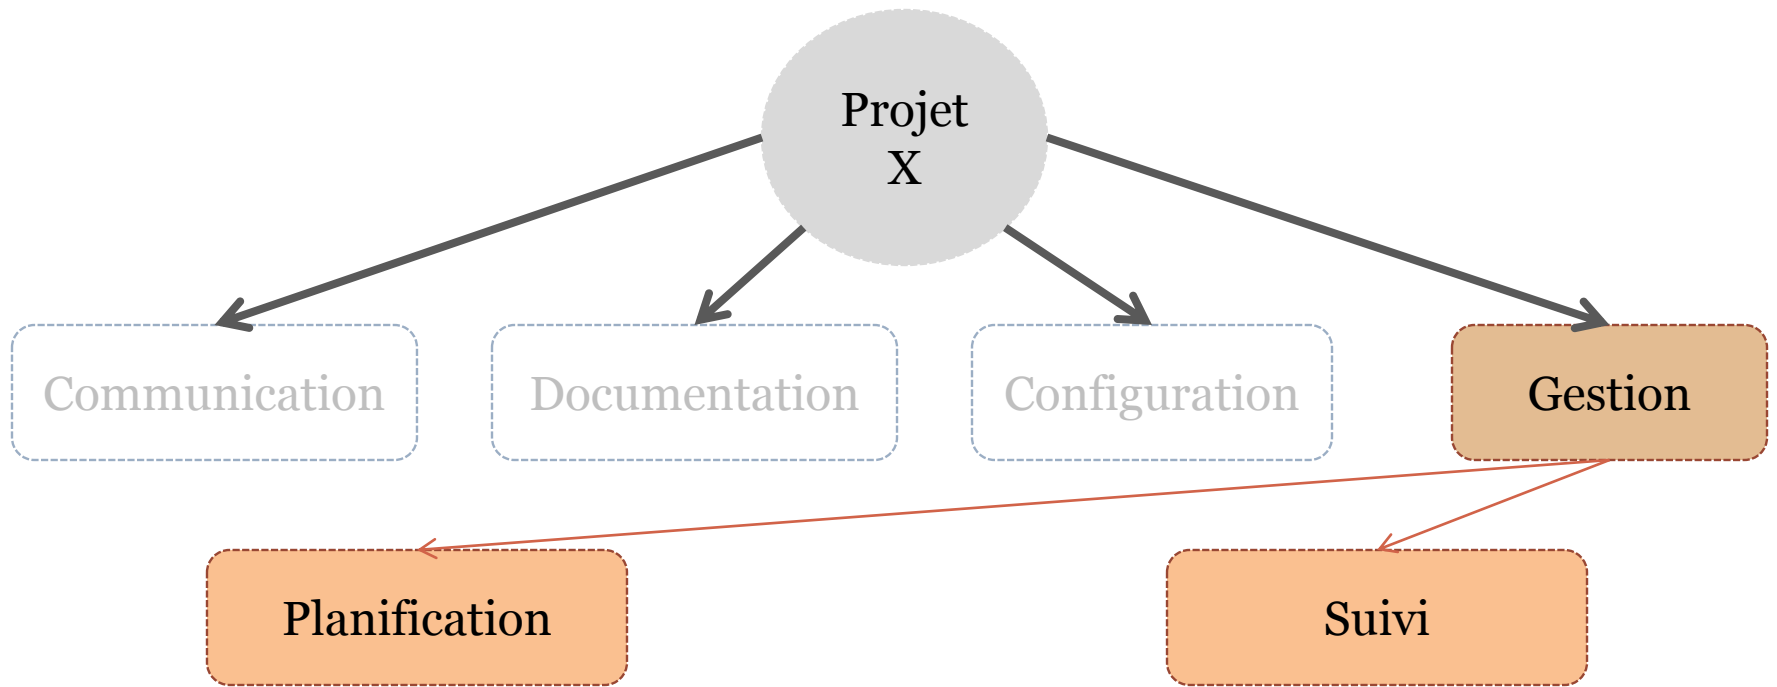 Projet
X
Communication
Documentation
Configuration
Gestion
Planification
Suivi